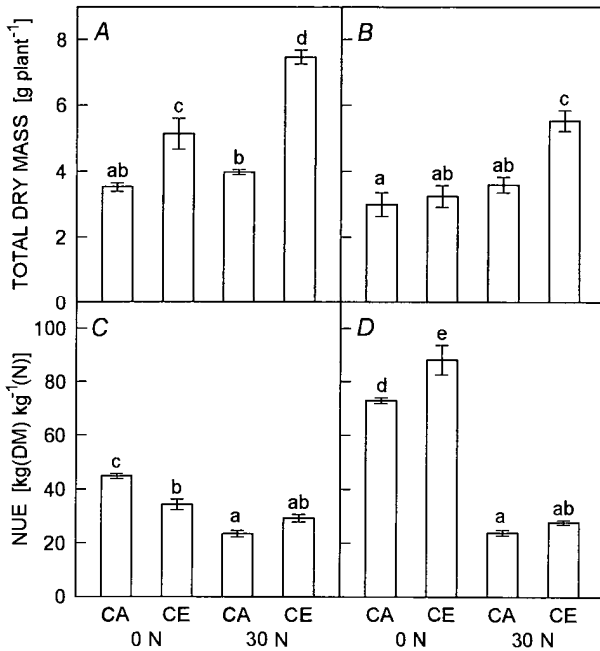 TOTAL DRY MASS [g plant⁻¹]
8
6
4
2
0
A
ab
c
b
d
B
a
ab
ab
c
NUE [kg(DM) kg⁻¹(N)]
100
80
60
40
20
0
C
c
b
a
ab
D
d
e
a
ab
CA CE CA CE CA CE CA CE
0 N 30 N 0 N 30 N